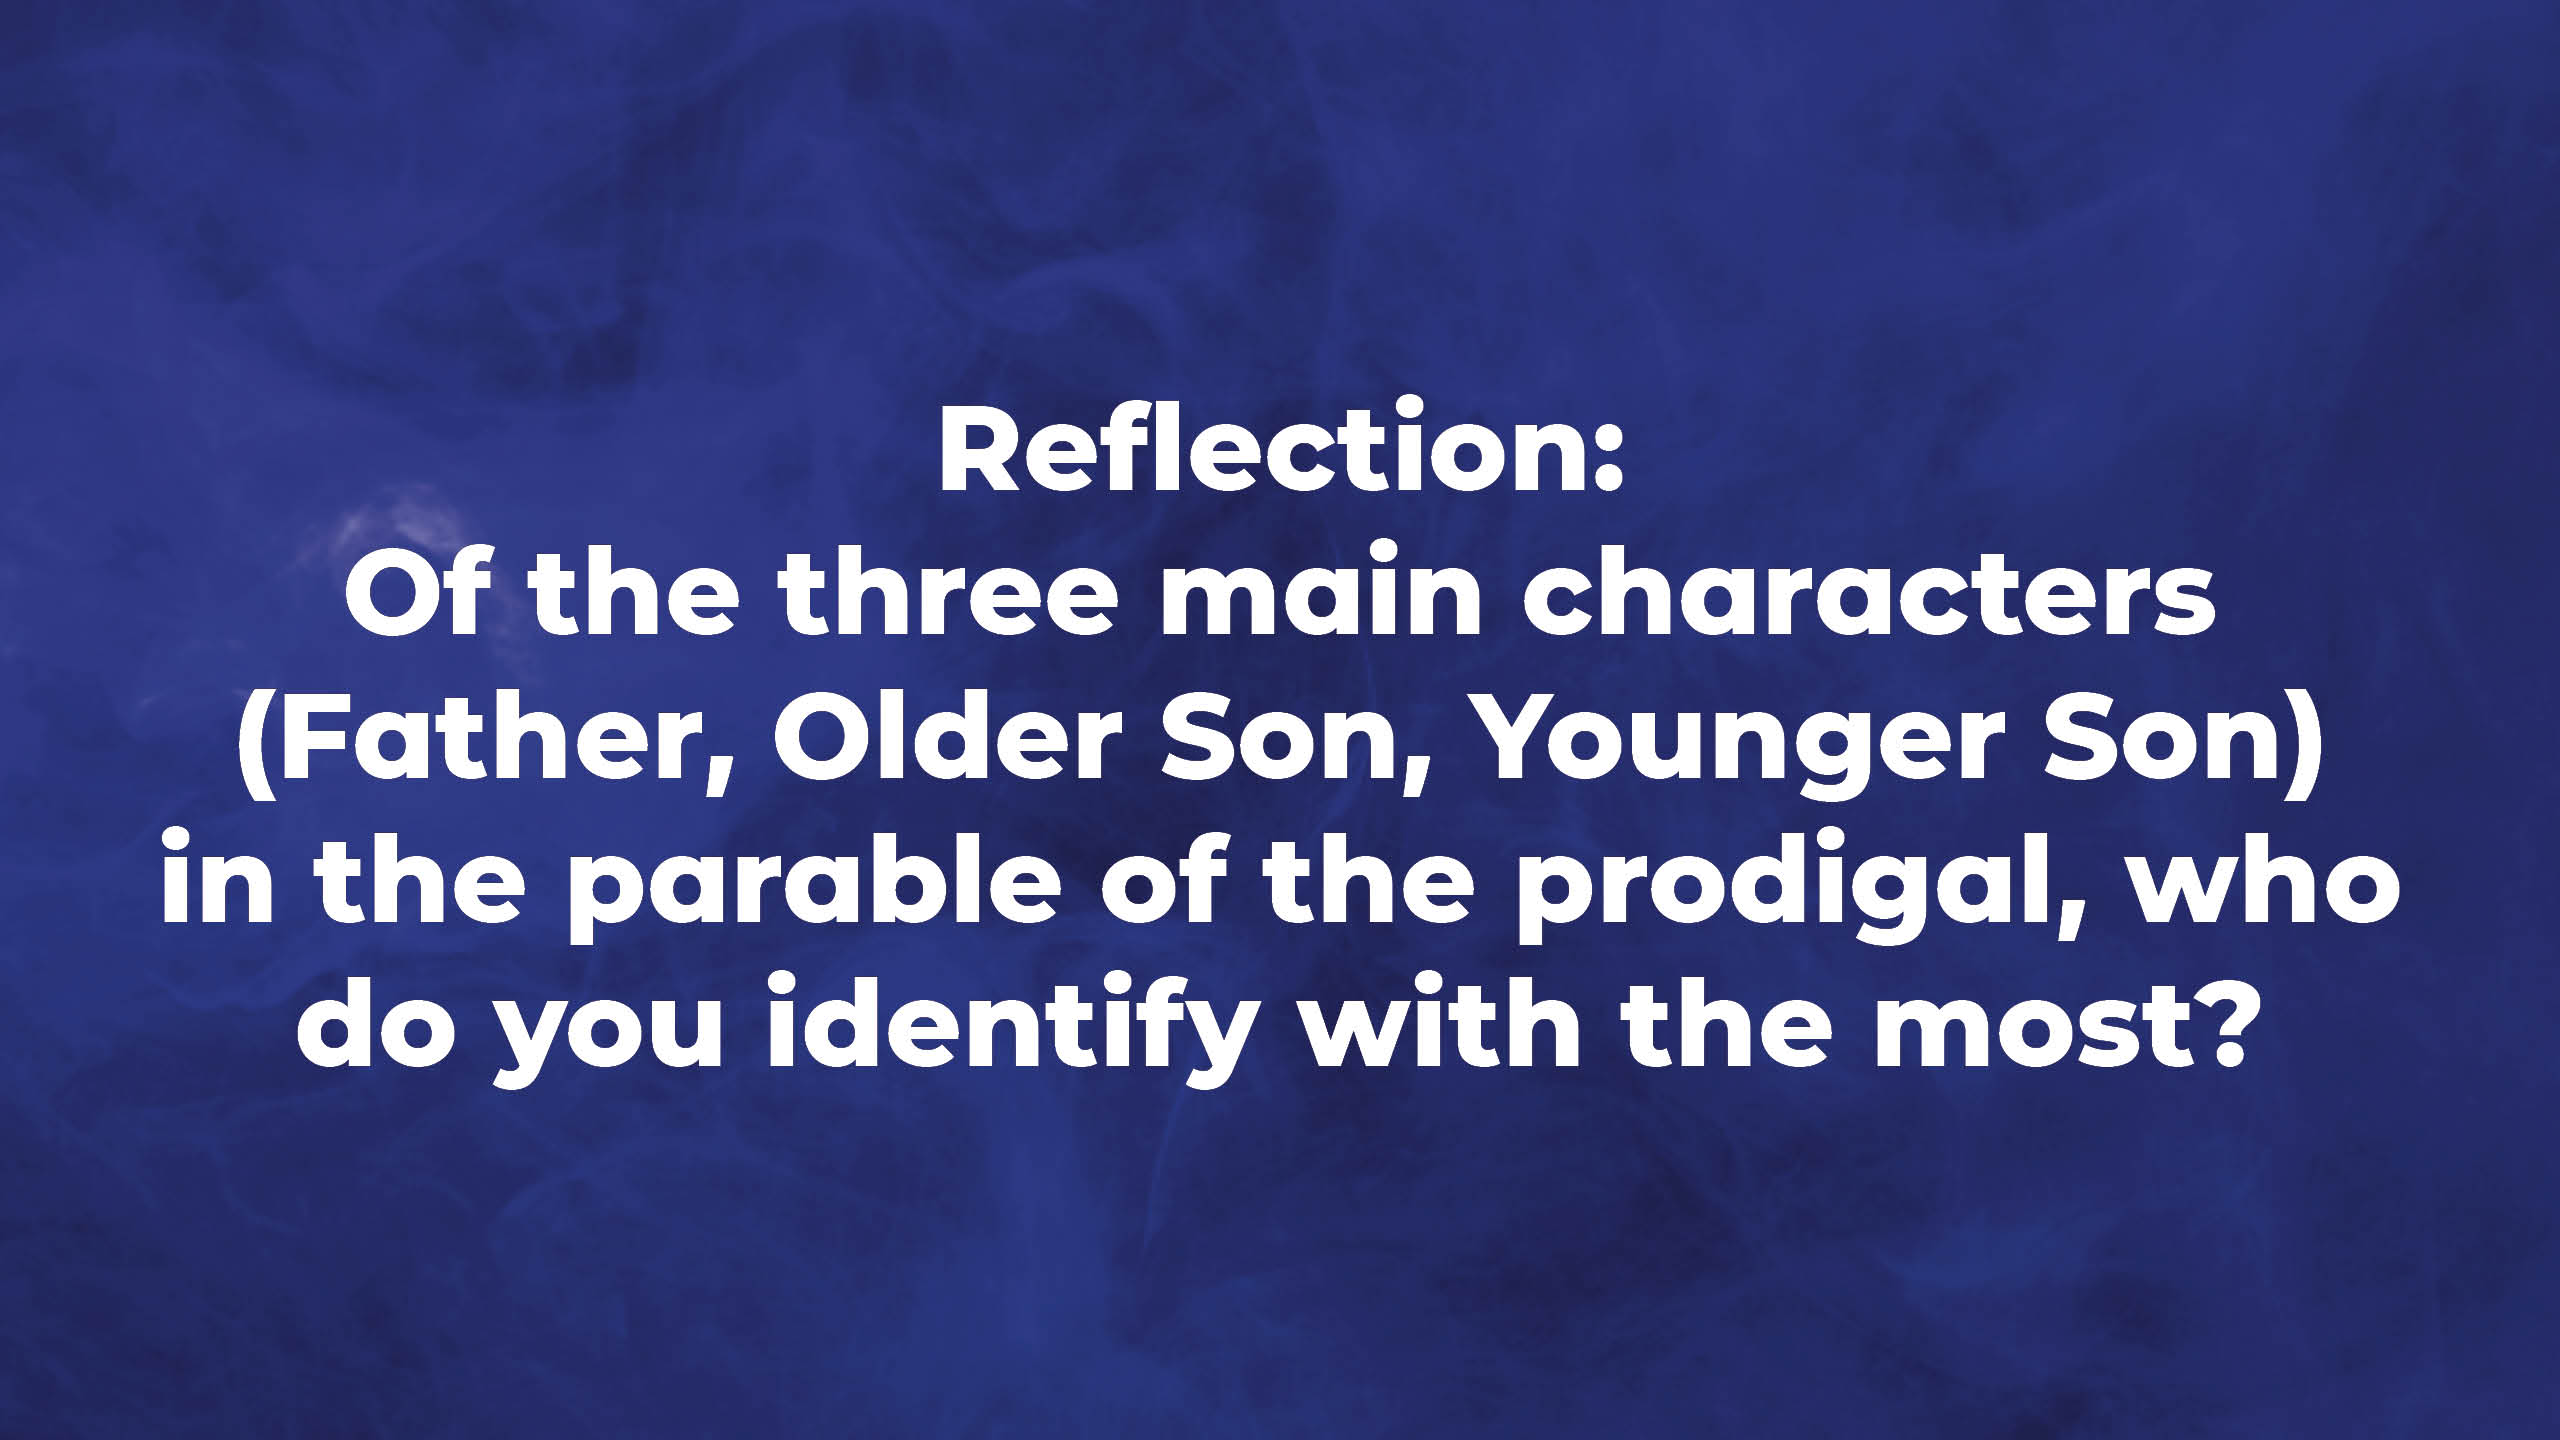 Reflection:
Of the three main characters
(Father, Older Son, Younger Son)
in the parable of the prodigal, who
do you identify with the most?